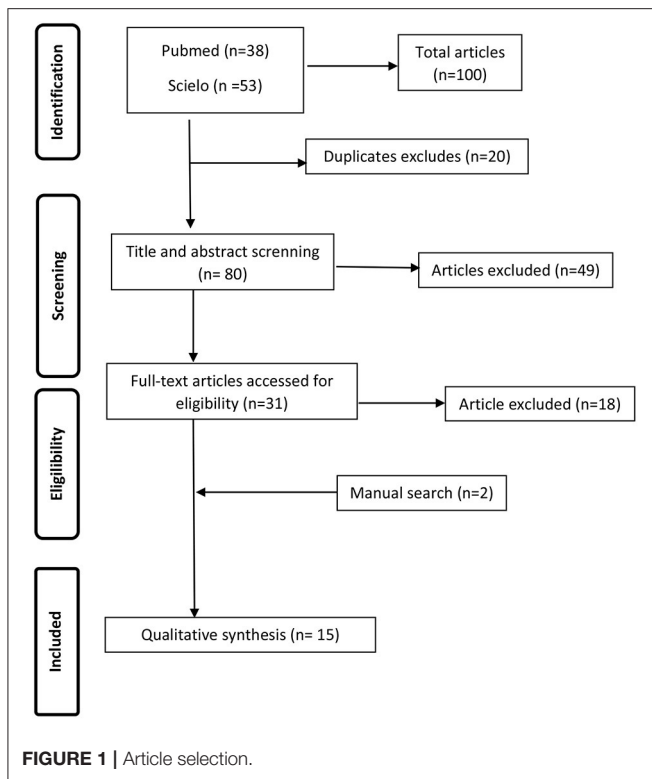 Identification
Pubmed (n=38)
Scielo (n =53)
Total articles
(n=100)
Duplicates excludes (n=20)
Screening
Title and abstract screnning
(n= 80)
Articles excluded (n=49)
Eligilibility
Full-text articles accessed for
eligibility (n=31)
Article excluded (n=18)
Manual search (n=2)
Included
Qualitative synthesis (n= 15)
FIGURE 1 | Article selection.